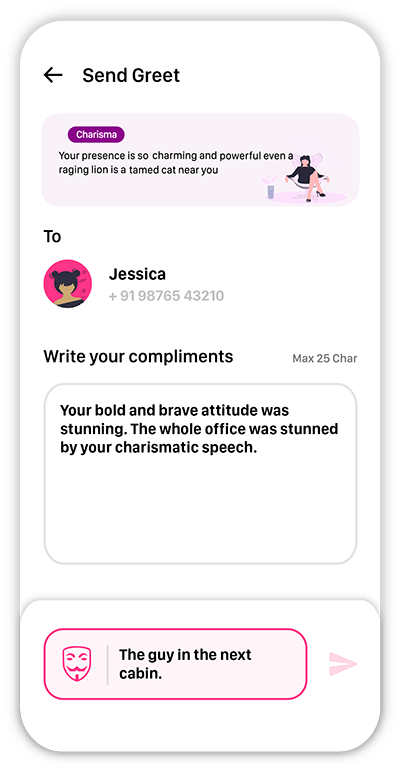 Send Greet
Charisma
Your presence is so charming and powerful even a
raging lion is a tamed cat near you
To
Jessica
+ 91 98765 43210
Write your compliments
Max 25 Char
Your bold and brave attitude was
stunning. The whole office was stunned
by your charismatic speech.
The guy in the next
cabin.